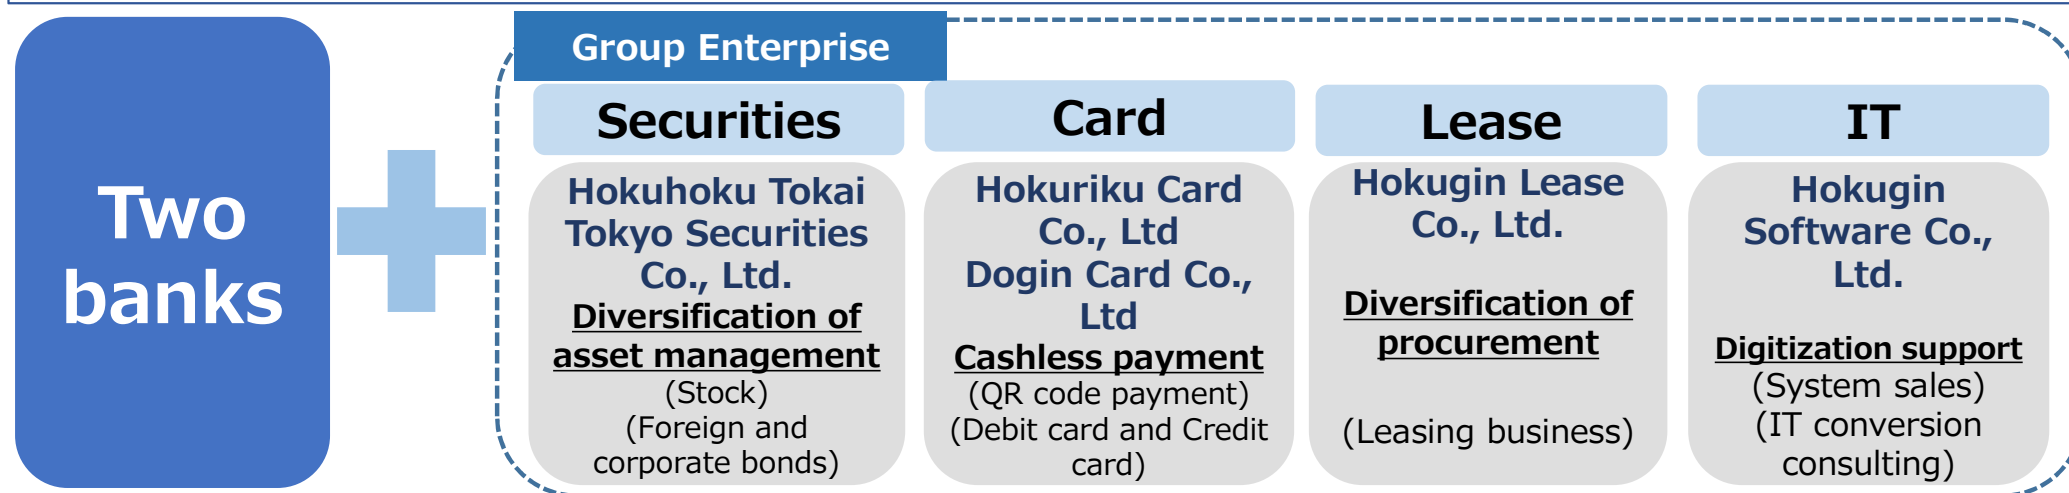 Two
banks
Group Enterprise
Securities
Hokuhoku Tokai
Tokyo Securities
Co., Ltd.
Diversification of
asset management
(Stock)
(Foreign and
corporate bonds)
Card
Hokuriku Card
Co., Ltd
Dogin Card Co.,
Ltd
Cashless payment
(QR code payment)
(Debit card and Credit
card)
Lease
Hokugin Lease
Co., Ltd.
Diversification of
procurement
(Leasing business)
IT
Hokugin
Software Co.,
Ltd.
Digitization support
(System sales)
(IT conversion
consulting)